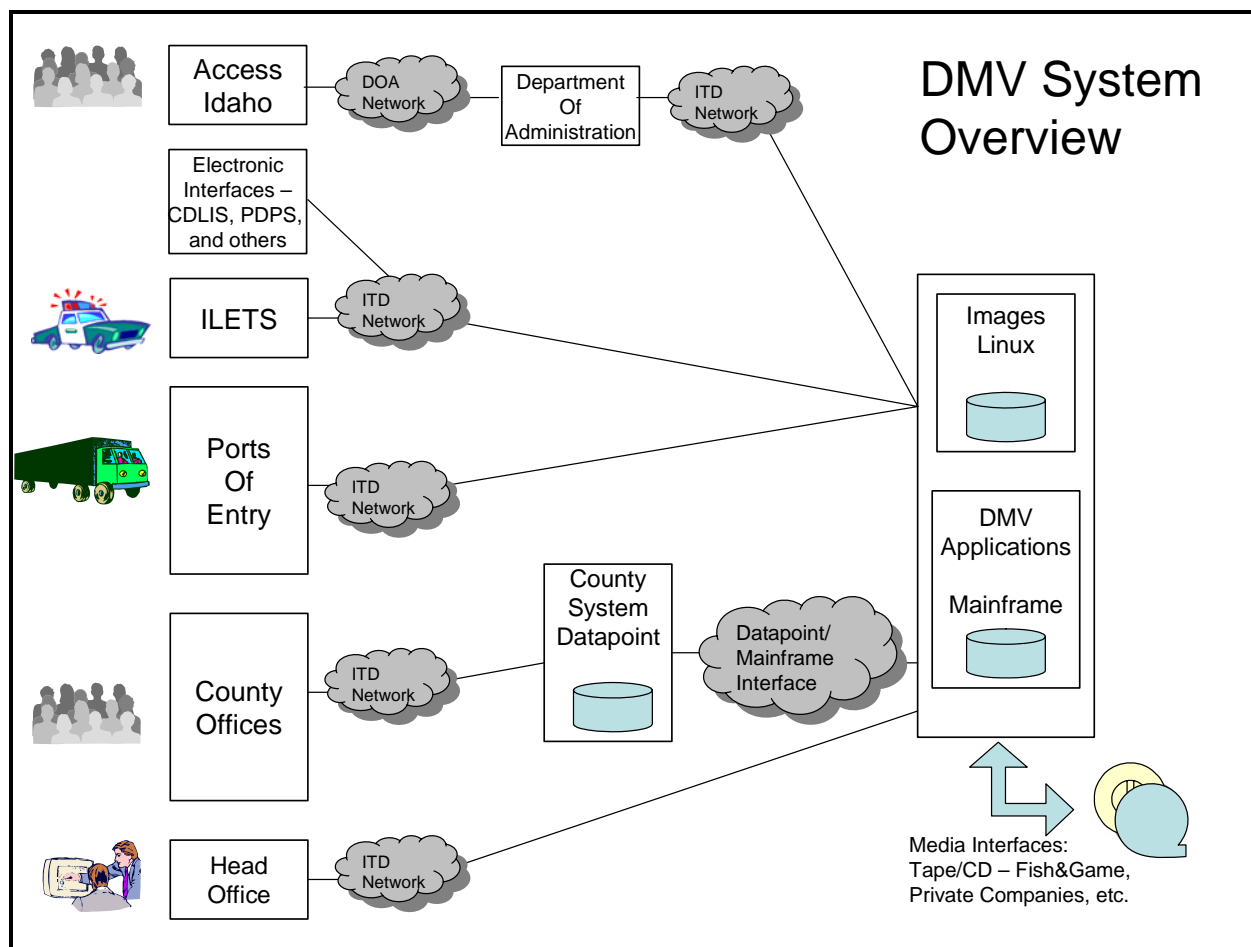 DMV System
Overview
Access
Idaho
DOA
Network
Department
Of
Administration
ITD
Network
Electronic
Interfaces –
CDLIS, PDPS,
and others
ILETS
ITD
Network
Ports
Of
Entry
ITD
Network
County
Offices
ITD
Network
County
System
Datapoint
Datapoint/
Mainframe
Interface
Head
Office
ITD
Network
Images
Linux
DMV
Applications
Mainframe
Media Interfaces:
Tape/CD – Fish&Game,
Private Companies, etc.